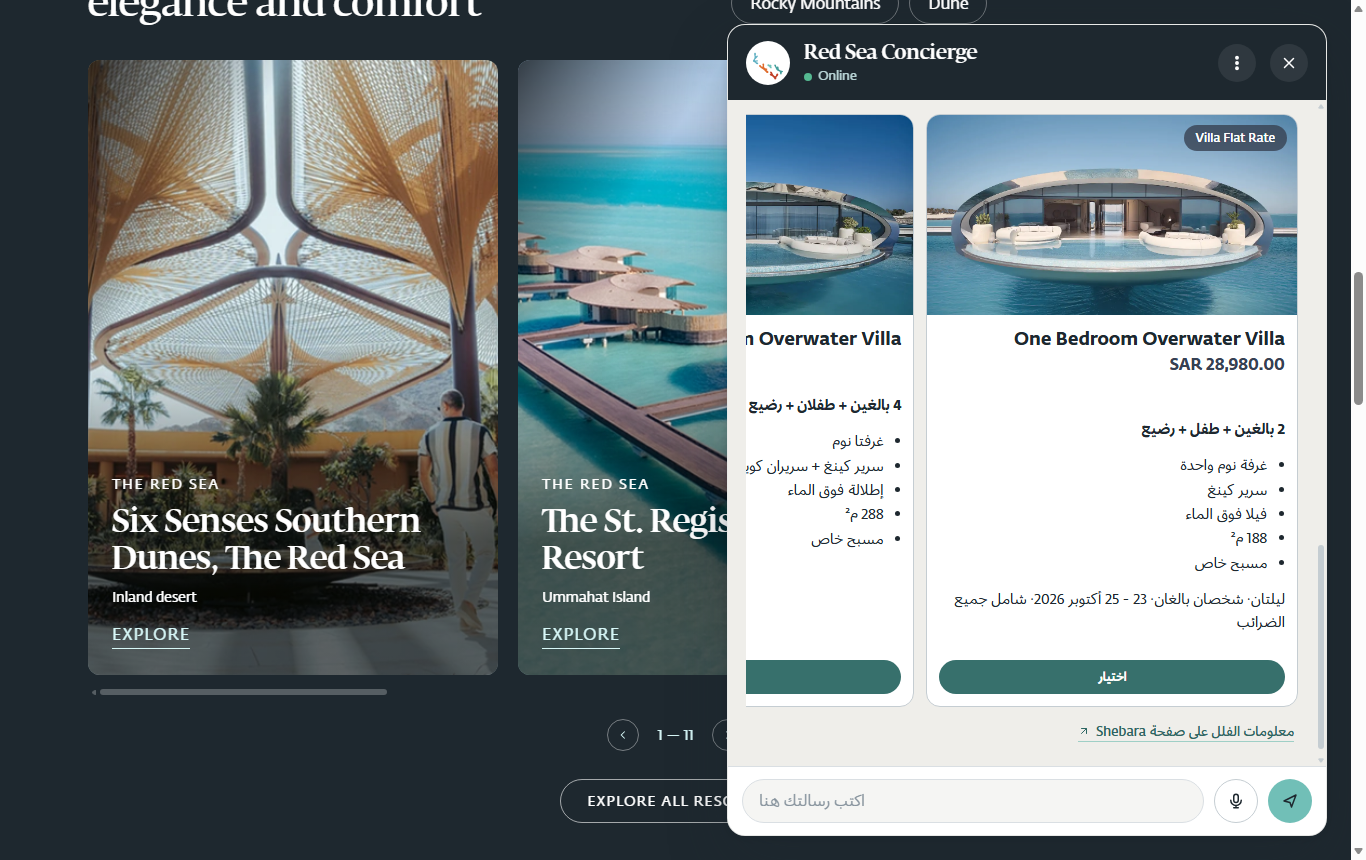 elegance and comfort
Rocky Mountains
Dune
THE RED SEA
Six Senses Southern
Dunes, The Red Sea
Inland desert
EXPLORE
THE RED SEA
The St. Regis
Resort
Ummahat Island
EXPLORE
1 — 11
EXPLORE ALL RESO
Red Sea Concierge
Online
Villa Flat Rate
One Bedroom Overwater Villa
SAR 28,980.00
2 بالغين + طفل + رضيع
غرفة نوم واحدة
سرير كينغ
فيلا فوق الماء
188 م²
مسبح خاص
ليلتان· شخصان بالغان· 23 - 25 أكتوبر 2026· شامل جميع
الضرائب
اختيار
Overwater Villa
4 بالغين + طفلان + رضيع
غرفتا نوم
سرير كينغ + سريران
إطلالة فوق الماء
288 م²
مسبح خاص
معلومات الفلل على صفحة Shebara
اكتب رسالتك هنا